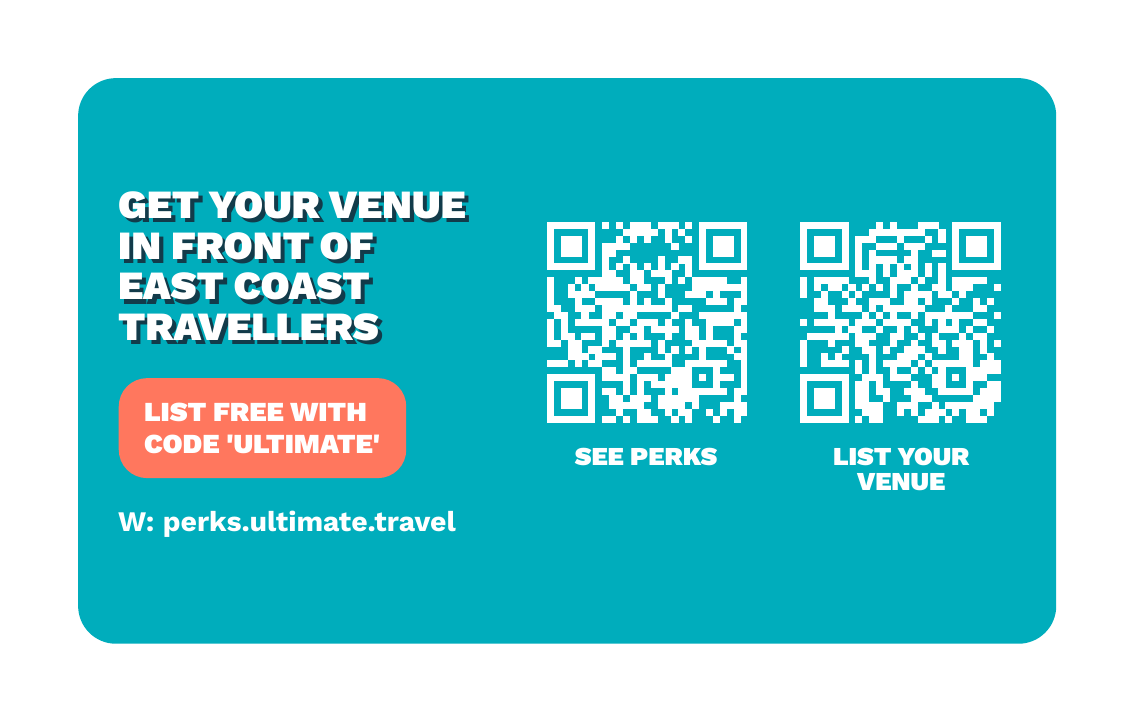 GET YOUR VENUE
IN FRONT OF
EAST COAST
TRAVELLERS
LIST FREE WITH
CODE 'ULTIMATE'
W: perks.ultimate.travel
SEE PERKS
LIST YOUR
VENUE